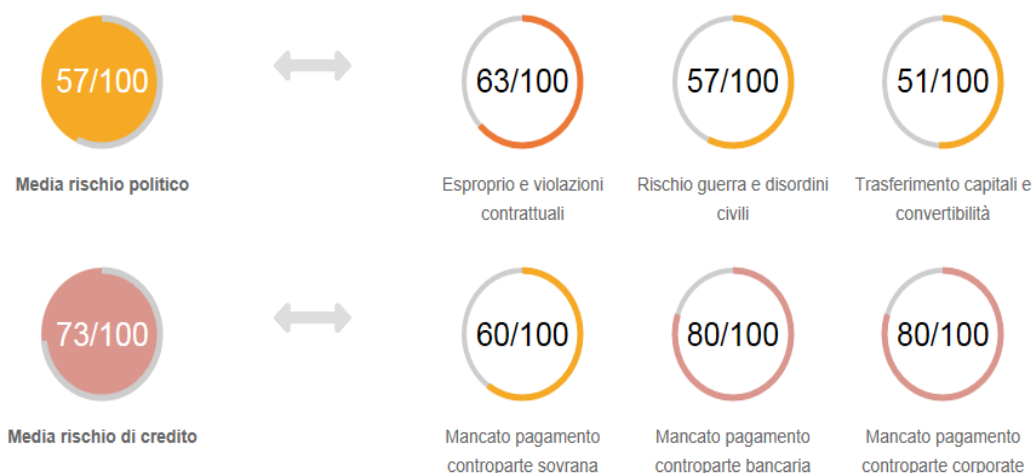 57/100
63/100
57/100
51/100
Media rischio politico
Esproprio e violazioni
contrattuali
Rischio guerra e disordini
civili
Trasferimento capitali e
convertibilità
73/100
60/100
80/100
80/100
Media rischio di credito
Mancato pagamento
controparte sovrana
Mancato pagamento
controparte bancaria
Mancato pagamento
controparte corporate